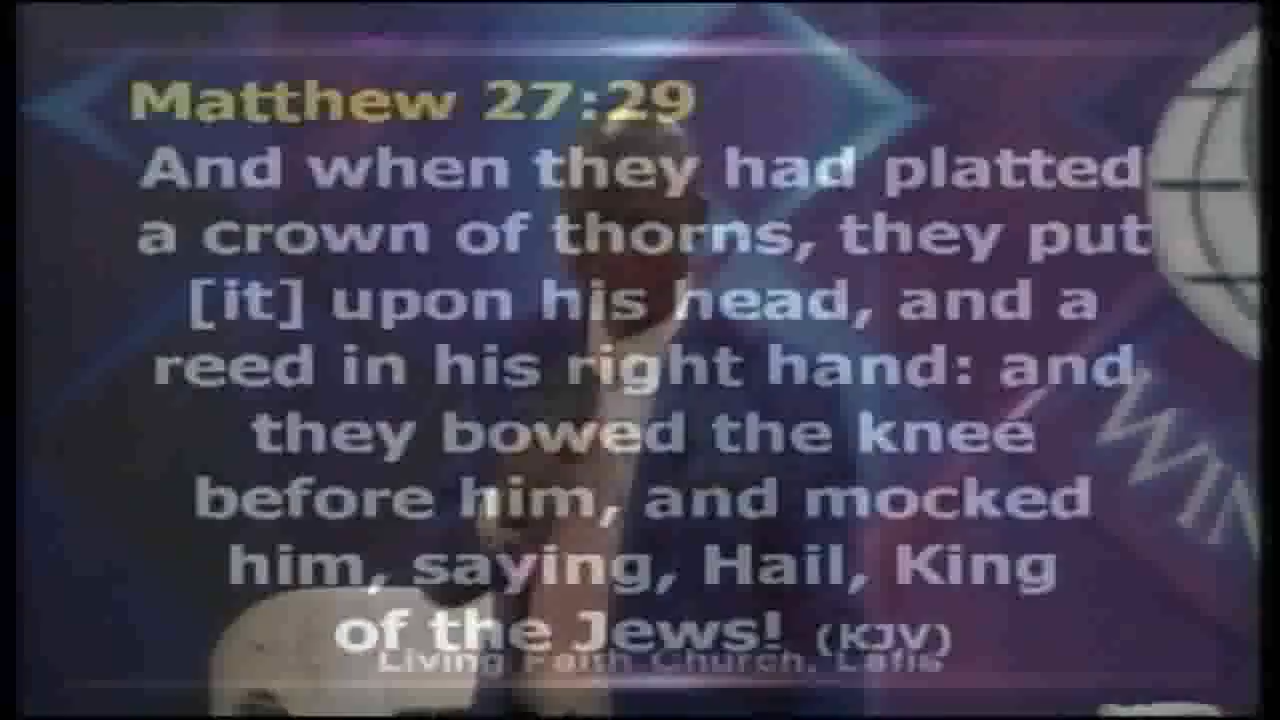 Matthew 27:29
And when they had platted
a crown of thorns, they put
[it] upon his head, and a
reed in his right hand: and
they bowed the knee
before him, and mocked
him, saying, Hail, King
of the Jews! (KJV)
Living Faith Church, Lafia
WIN